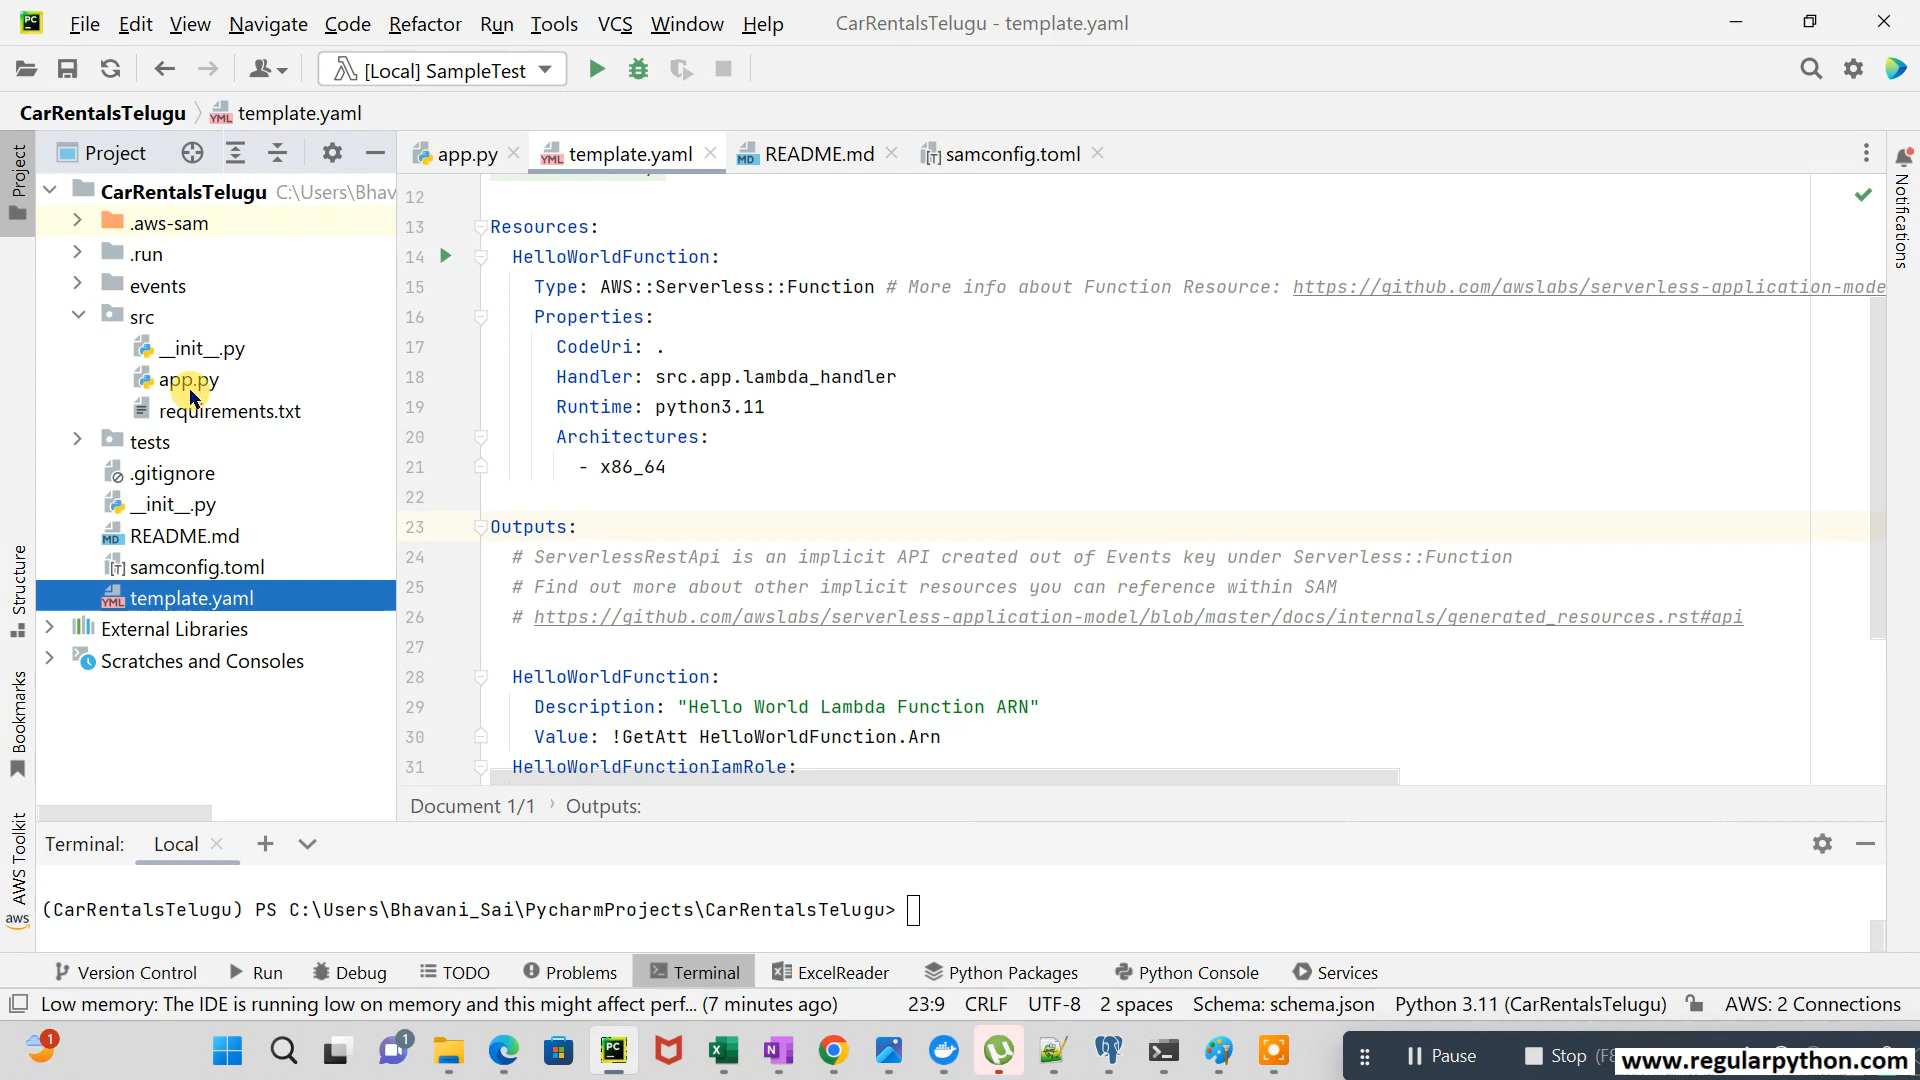 File Edit View Navigate Code Refactor Run Tools VCS Window Help CarRentalsTelugu - template.yaml
[Local] SampleTest
CarRentalsTelugu template.yaml
Project
app.py template.yaml README.md samconfig.toml
Project
CarRentalsTelugu C:\Users\Bhav
.aws-sam
.run
events
src
__init__.py
app.py
requirements.txt
tests
.gitignore
__init__.py
README.md
samconfig.toml
template.yaml
External Libraries
Scratches and Consoles
Structure
Bookmarks
AWS Toolkit
aws
Notifications
12
13 Resources:
14 HelloWorldFunction:
15 Type: AWS::Serverless::Function # More info about Function Resource: https://github.com/awslabs/serverless-application-mode
16 Properties:
17 CodeUri: .
18 Handler: src.app.lambda_handler
19 Runtime: python3.11
20 Architectures:
21 - x86_64
22
23 Outputs:
24 # ServerlessRestApi is an implicit API created out of Events key under Serverless::Function
25 # Find out more about other implicit resources you can reference within SAM
26 # https://github.com/awslabs/serverless-application-model/blob/master/docs/internals/generated_resources.rst#api
27
28 HelloWorldFunction:
29 Description: "Hello World Lambda Function ARN"
30 Value: !GetAtt HelloWorldFunction.Arn
31 HelloWorldFunctionIamRole:
Document 1/1 Outputs:
Terminal: Local
(CarRentalsTelugu) PS C:\Users\Bhavani_Sai\PycharmProjects\CarRentalsTelugu>
Version Control Run Debug TODO Problems Terminal ExcelReader Python Packages Python Console Services
Low memory: The IDE is running low on memory and this might affect perf... (7 minutes ago) 23:9 CRLF UTF-8 2 spaces Schema: schema.json Python 3.11 (CarRentalsTelugu) AWS: 2 Connections
1
1
Pause Stop
www.regularpython.com